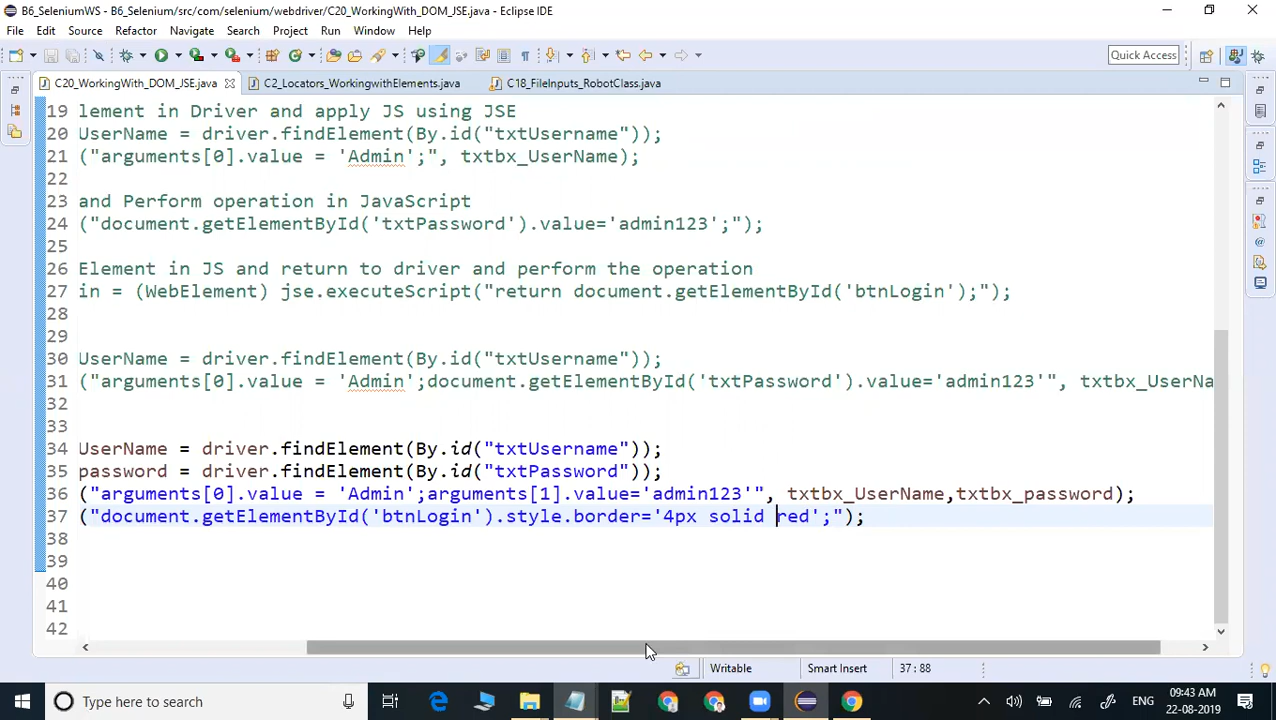 B6_SeleniumWS - B6_Selenium/src/com/selenium/webdriver/C20_WorkingWith_DOM_JSE.java - Eclipse IDE
File Edit Source Refactor Navigate Search Project Run Window Help
Quick Access
C20_WorkingWith_DOM_JSE.java C2_Locators_WorkingwithElements.java C18_FileInputs_RobotClass.java
19 lement in Driver and apply JS using JSE
20 UserName = driver.findElement(By.id("txtUsername"));
21 ("arguments[0].value = 'Admin';", txtbx_UserName);
22
23 and Perform operation in JavaScript
24 ("document.getElementById('txtPassword').value='admin123';");
25
26 Element in JS and return to driver and perform the operation
27 in = (WebElement) jse.executeScript("return document.getElementById('btnLogin');");
28
29
30 UserName = driver.findElement(By.id("txtUsername"));
31 ("arguments[0].value = 'Admin';document.getElementById('txtPassword').value='admin123'", txtbx_UserNa
32
33
34 UserName = driver.findElement(By.id("txtUsername"));
35 password = driver.findElement(By.id("txtPassword"));
36 ("arguments[0].value = 'Admin';arguments[1].value='admin123'", txtbx_UserName,txtbx_password);
37 ("document.getElementById('btnLogin').style.border='4px solid red';");
38
39
40
41
42
Writable Smart Insert 37 : 88
Type here to search
ENG
09:43 AM
22-08-2019